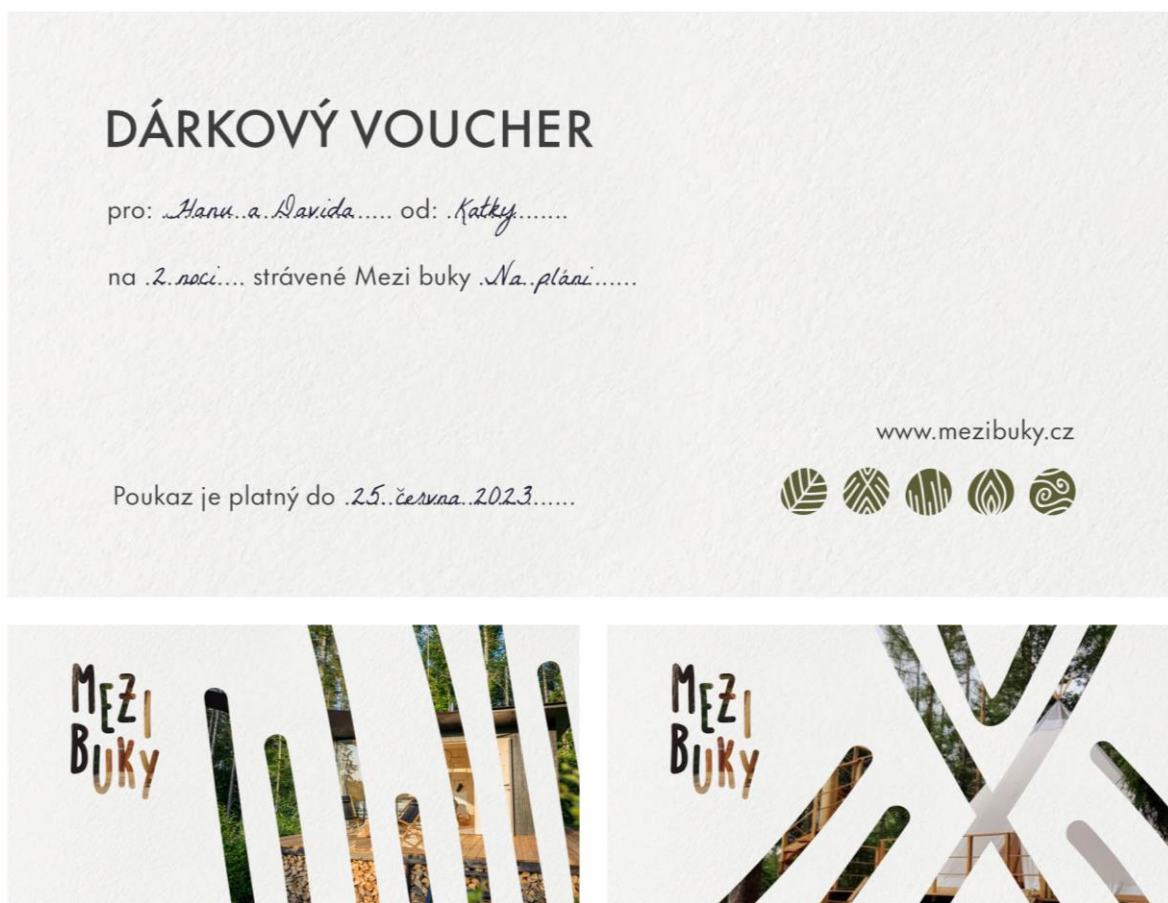 DÁRKOVÝ VOUCHER
pro: Hanu a Davida od: Katky
na 2 noci strávené Mezi buky Na pláni
www.mezibuky.cz
Poukaz je platný do 25. června 2023
MEZI
BUKY
MEZI
BUKY